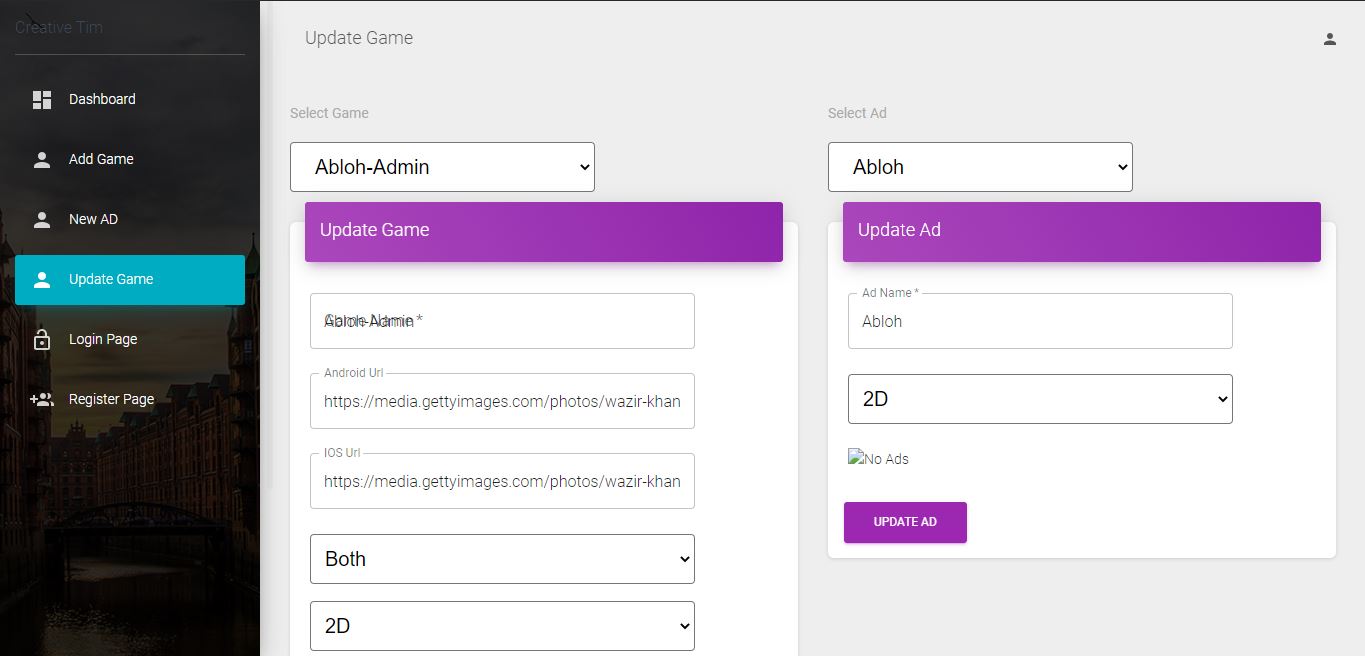 Creative Tim
Dashboard
Add Game
New AD
Update Game
Login Page
Register Page
Update Game
Select Game
Abloh-Admin
Update Game
Game Name *
Abloh-Admin
Android Url
https://media.gettyimages.com/photos/wazir-khan
IOS Url
https://media.gettyimages.com/photos/wazir-khan
Both
2D
Select Ad
Abloh
Update Ad
Ad Name *
Abloh
2D
No Ads
UPDATE AD